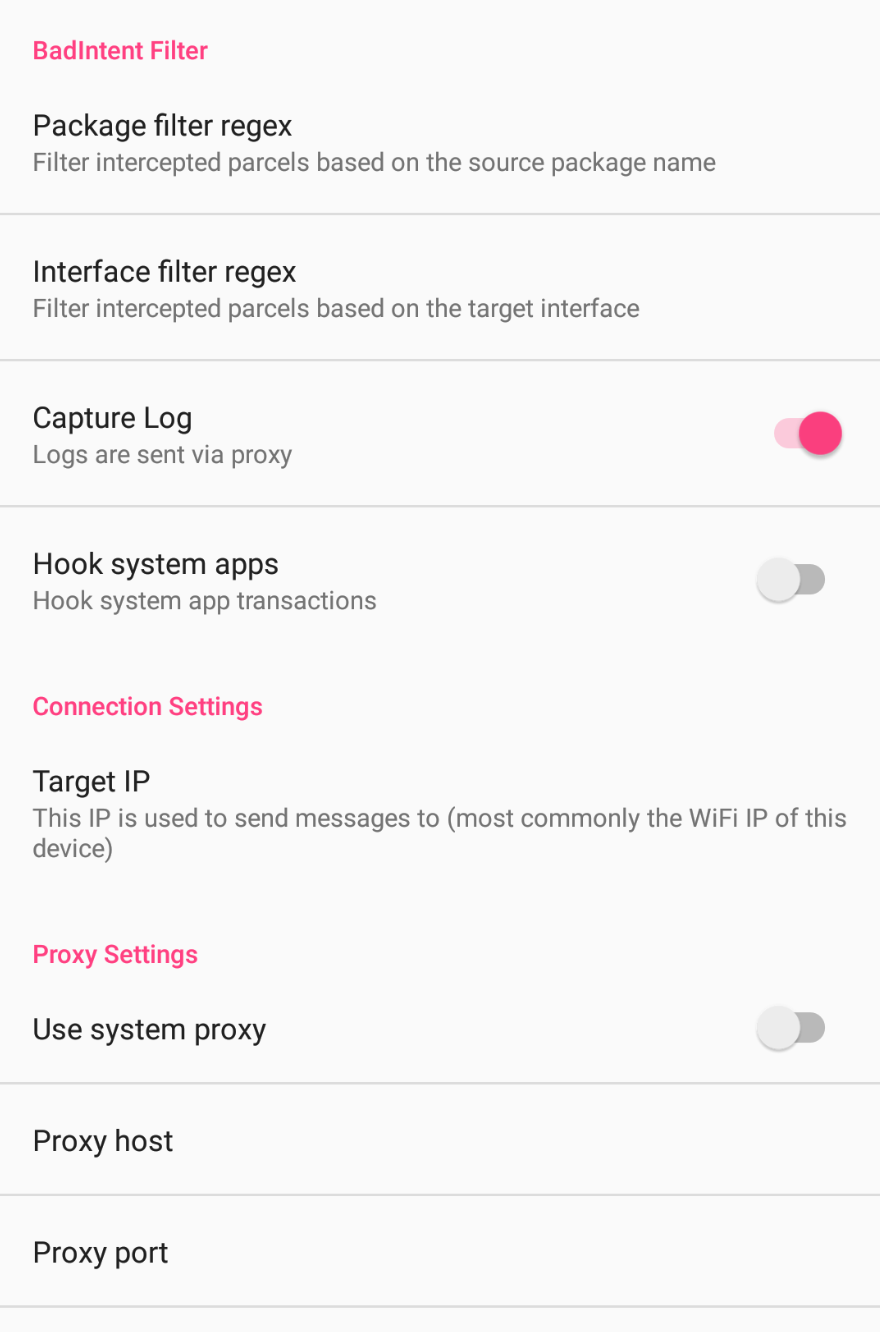 BadIntent Filter
Package filter regex
Filter intercepted parcels based on the source package name
Interface filter regex
Filter intercepted parcels based on the target interface
Capture Log
Logs are sent via proxy
Hook system apps
Hook system app transactions
Connection Settings
Target IP
This IP is used to send messages to (most commonly the WiFi IP of this
device)
Proxy Settings
Use system proxy
Proxy host
Proxy port